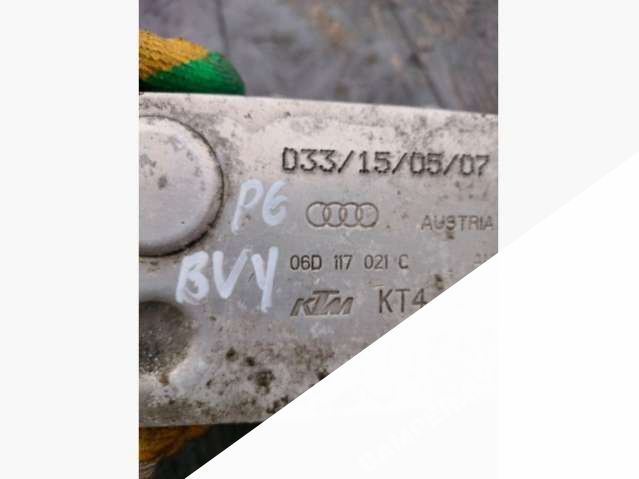 D33/15/05/07
P6
AUSTRIA
BVY
06D 117 021 C
KTM KT4